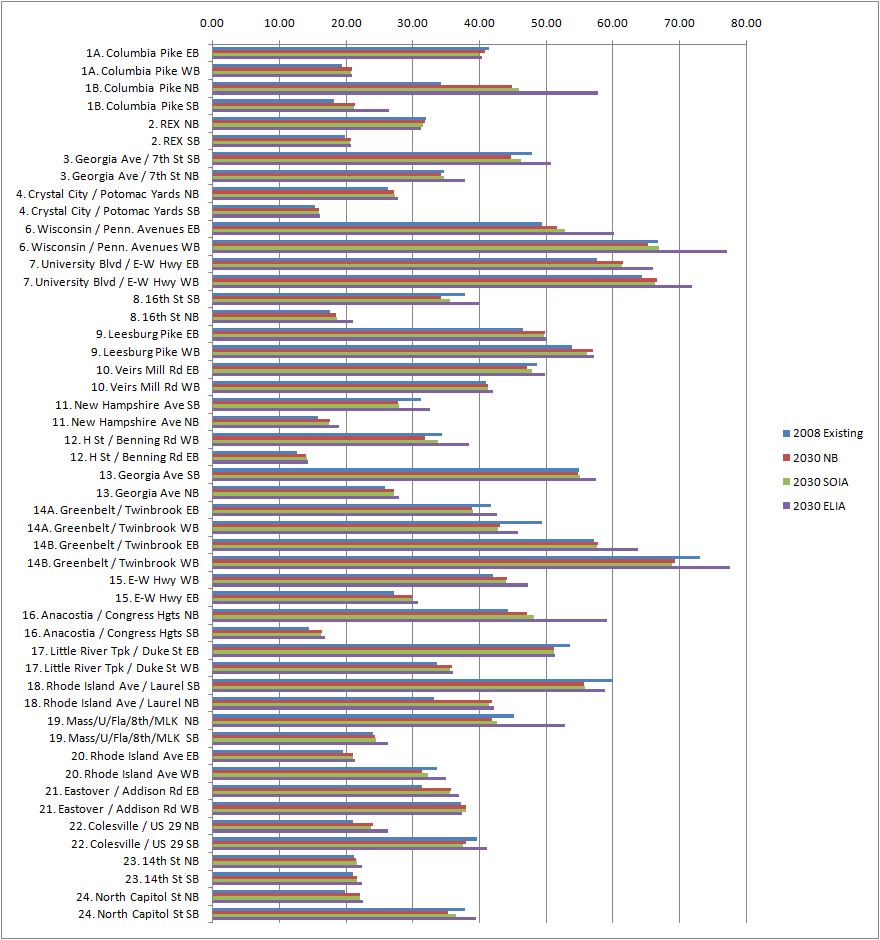 0.00 10.00 20.00 30.00 40.00 50.00 60.00 70.00 80.00
1A. Columbia Pike EB
1A. Columbia Pike WB
1B. Columbia Pike NB
1B. Columbia Pike SB
2. REX NB
2. REX SB
3. Georgia Ave / 7th St SB
3. Georgia Ave / 7th St NB
4. Crystal City / Potomac Yards NB
4. Crystal City / Potomac Yards SB
6. Wisconsin / Penn. Avenues EB
6. Wisconsin / Penn. Avenues WB
7. University Blvd / E-W Hwy EB
7. University Blvd / E-W Hwy WB
8. 16th St SB
8. 16th St NB
9. Leesburg Pike EB
9. Leesburg Pike WB
10. Veirs Mill Rd EB
10. Veirs Mill Rd WB
11. New Hampshire Ave SB
11. New Hampshire Ave NB
12. H St / Benning Rd WB
12. H St / Benning Rd EB
13. Georgia Ave SB
13. Georgia Ave NB
14A. Greenbelt / Twinbrook EB
14A. Greenbelt / Twinbrook WB
14B. Greenbelt / Twinbrook EB
14B. Greenbelt / Twinbrook WB
15. E-W Hwy WB
15. E-W Hwy EB
16. Anacostia / Congress Hgts NB
16. Anacostia / Congress Hgts SB
17. Little River Tpk / Duke St EB
17. Little River Tpk / Duke St WB
18. Rhode Island Ave / Laurel SB
18. Rhode Island Ave / Laurel NB
19. Mass/U/Fla/8th/MLK NB
19. Mass/U/Fla/8th/MLK SB
20. Rhode Island Ave EB
20. Rhode Island Ave WB
21. Eastover / Addison Rd EB
21. Eastover / Addison Rd WB
22. Colesville / US 29 NB
22. Colesville / US 29 SB
23. 14th St NB
23. 14th St SB
24. North Capitol St NB
24. North Capitol St SB
2008 Existing
2030 NB
2030 SOIA
2030 ELIA